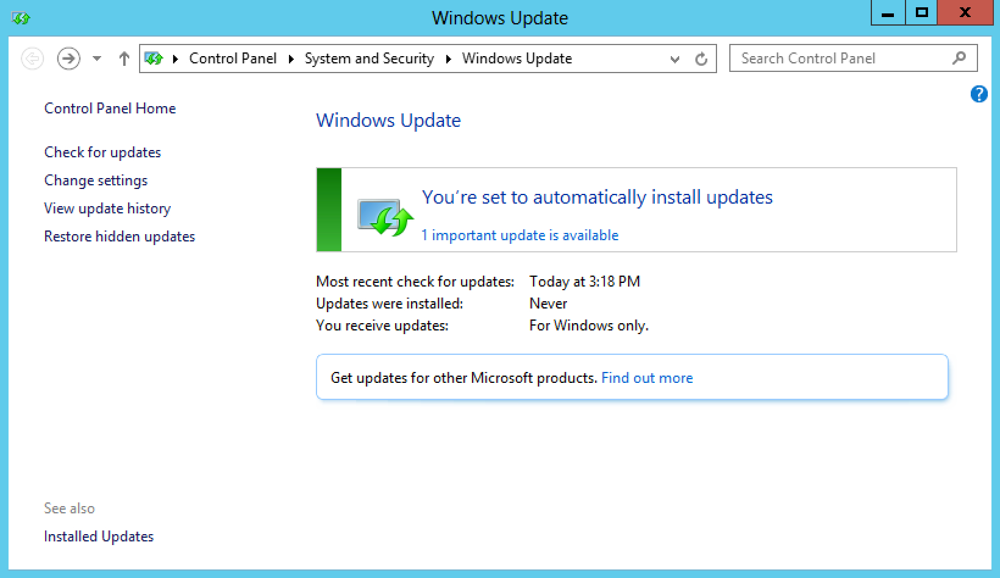 Windows Update
Control Panel System and Security Windows Update
Search Control Panel
?
Control Panel Home
Check for updates
Change settings
View update history
Restore hidden updates
Windows Update
You're set to automatically install updates
1 important update is available
Most recent check for updates: Today at 3:18 PM
Updates were installed: Never
You receive updates: For Windows only.
Get updates for other Microsoft products. Find out more
See also
Installed Updates